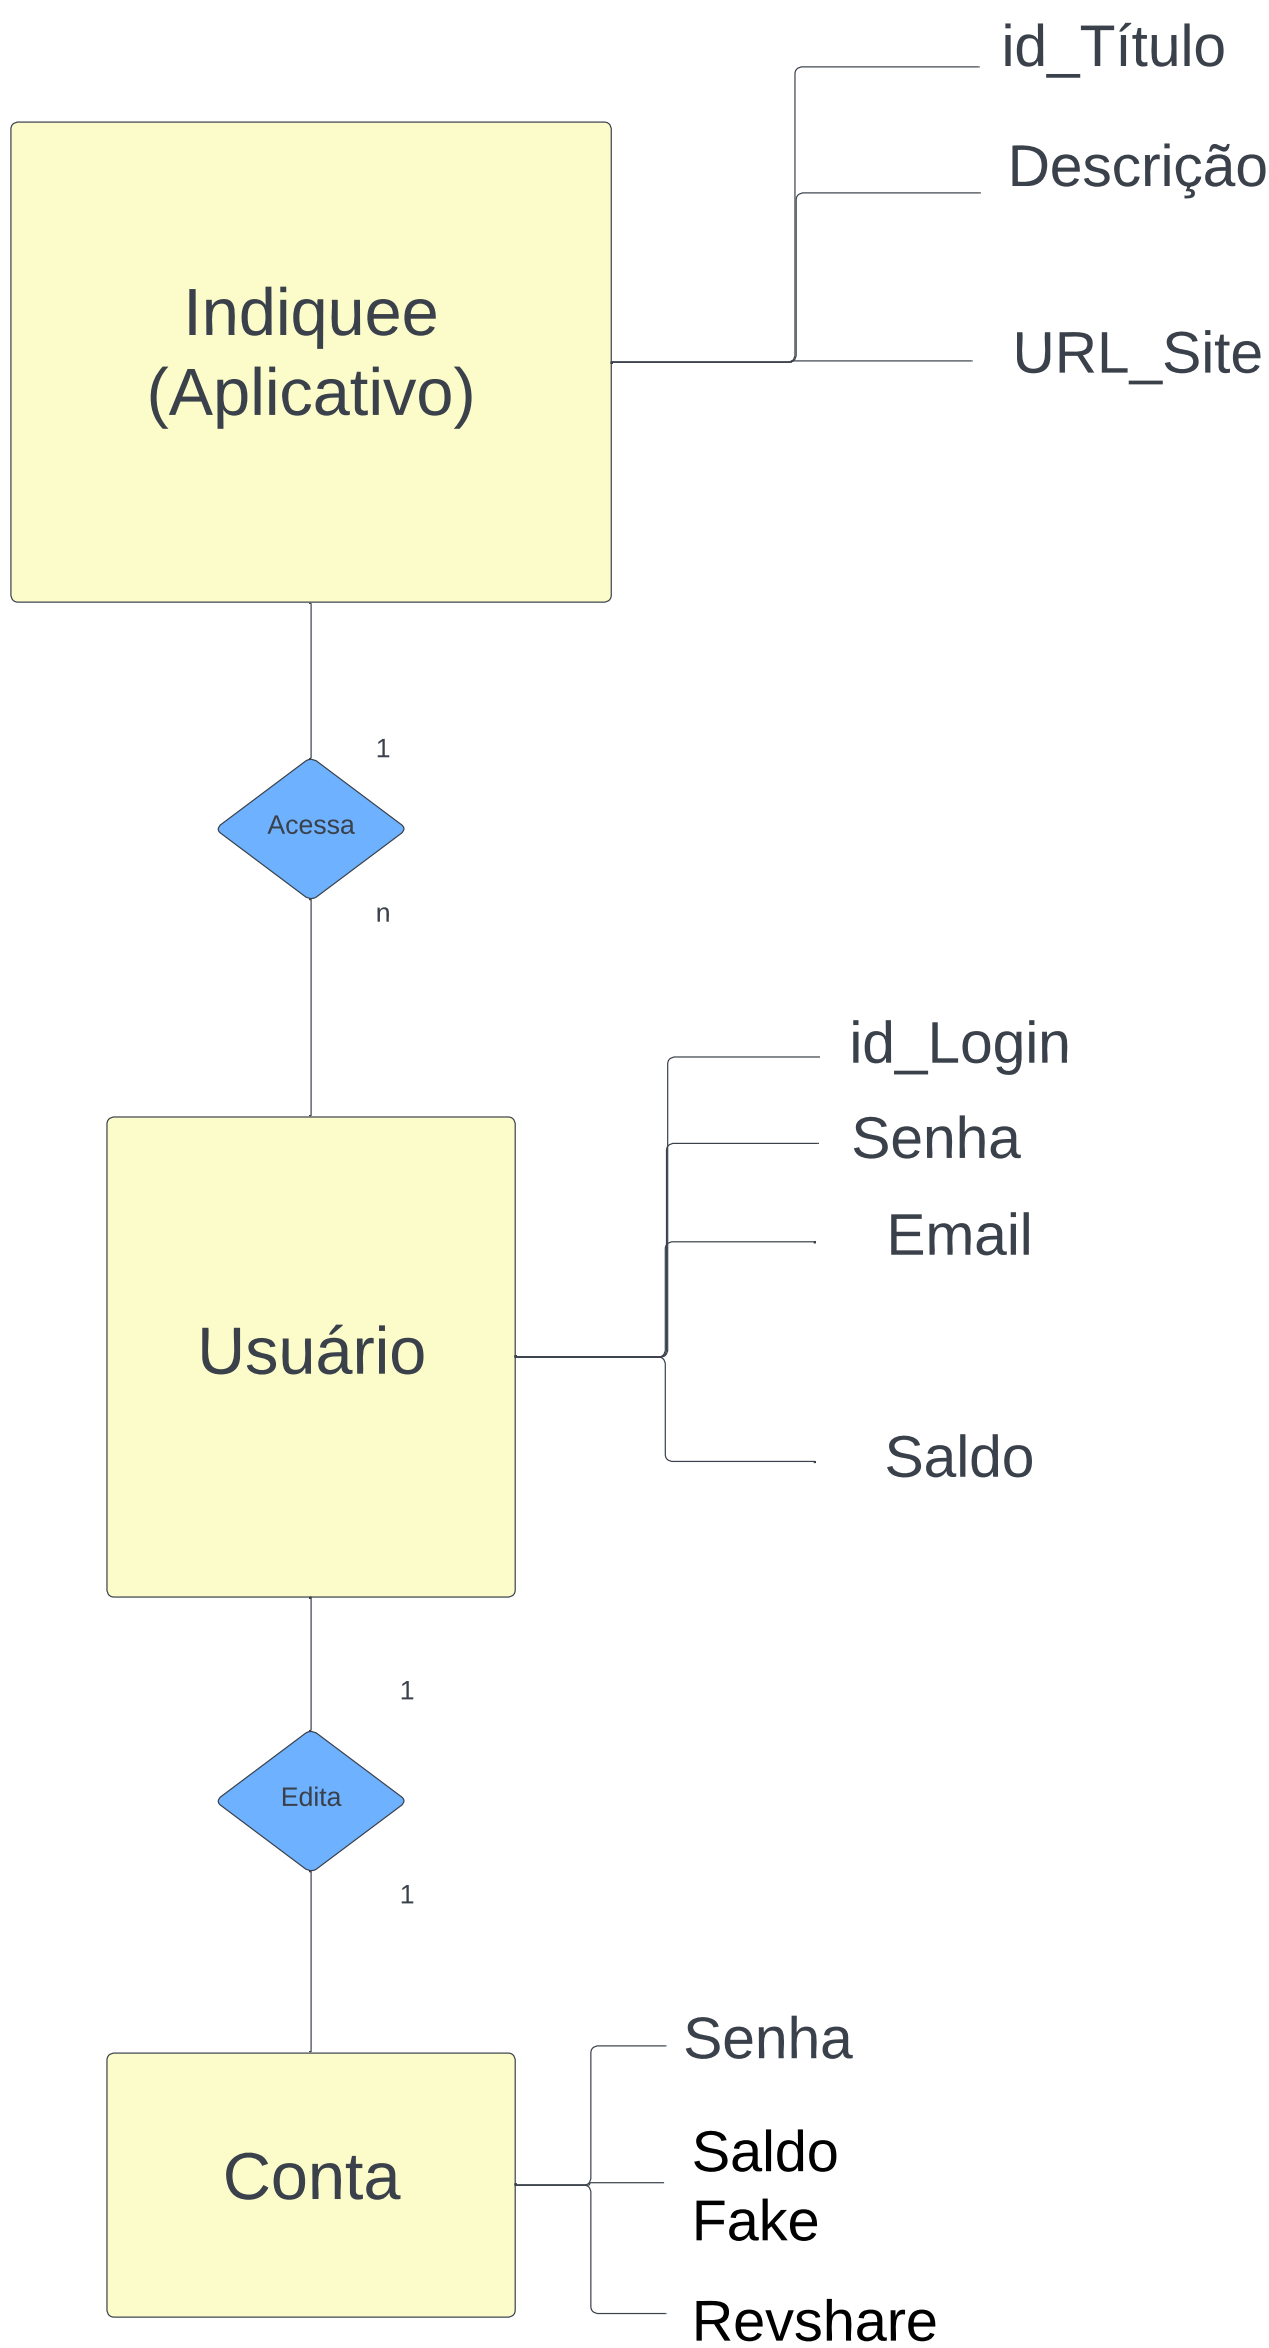 id_Título
Descrição
Indiquee
(Aplicativo)
URL_Site
1
Acessa
n
id_Login
Senha
Email
Usuário
Saldo
1
Edita
1
Senha
Conta
Saldo
Fake
Revshare